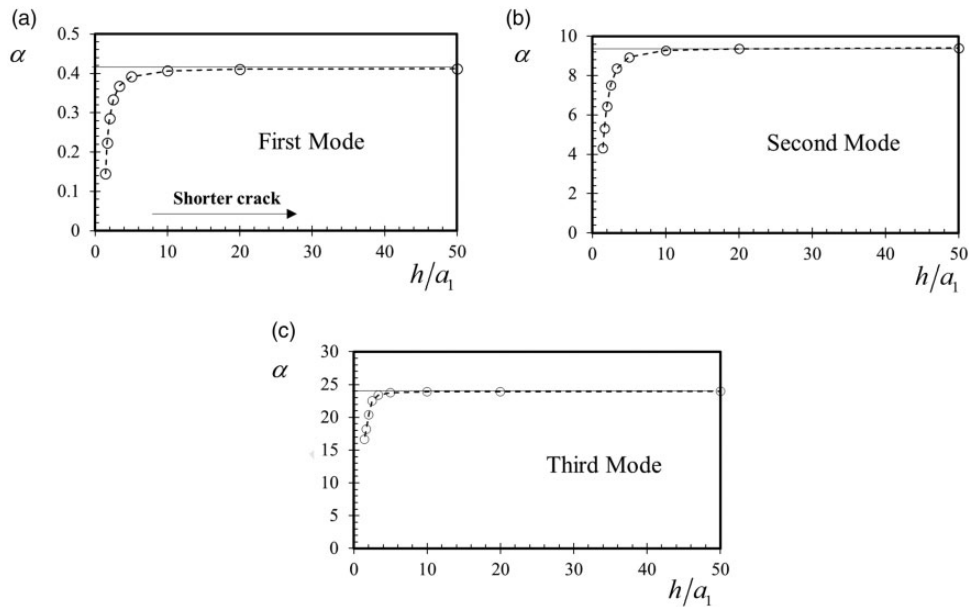 (a)
α
0.5
0.4
0.3
0.2
0.1
0
First Mode
Shorter crack
0 10 20 30 40 50
h/a₁
(b)
α
10
8
6
4
2
0
Second Mode
0 10 20 30 40 50
h/a₁
(c)
α
30
25
20
15
10
5
0
Third Mode
0 10 20 30 40 50
h/a₁